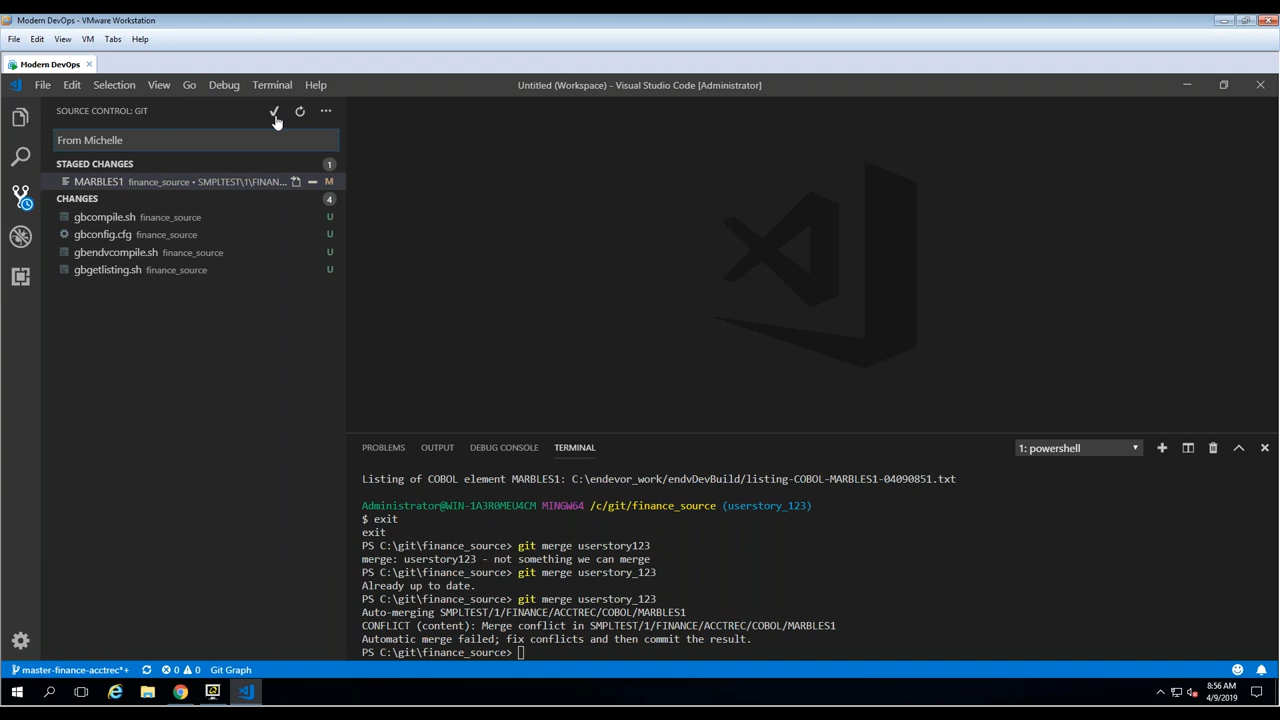 Modern DevOps - VMware Workstation
File Edit View VM Tabs Help
Modern DevOps
File Edit Selection View Go Debug Terminal Help
Untitled (Workspace) - Visual Studio Code [Administrator]
SOURCE CONTROL: GIT
From Michelle
STAGED CHANGES 1
MARBLES1 finance_source • SMPLTEST\1\FINAN... M
CHANGES 4
gbcompile.sh finance_source U
gbconfig.cfg finance_source U
gbendvcompile.sh finance_source U
gbgetlisting.sh finance_source U
PROBLEMS OUTPUT DEBUG CONSOLE TERMINAL
1: powershell
Listing of COBOL element MARBLES1: C:\endevor_work/endvDevBuild/listing-COBOL-MARBLES1-04090851.txt
Administrator@WIN-1A3R0MEU4CM MINGW64 /c/git/finance_source (userstory_123)
$ exit
exit
PS C:\git\finance_source> git merge userstory123
merge: userstory123 - not something we can merge
PS C:\git\finance_source> git merge userstory_123
Already up to date.
PS C:\git\finance_source> git merge userstory_123
Auto-merging SMPLTEST/1/FINANCE/ACCTREC/COBOL/MARBLES1
CONFLICT (content): Merge conflict in SMPLTEST/1/FINANCE/ACCTREC/COBOL/MARBLES1
Automatic merge failed; fix conflicts and then commit the result.
PS C:\git\finance_source>
master-finance-acctrec*+ 0 0 Git Graph
8:56 AM
4/9/2019